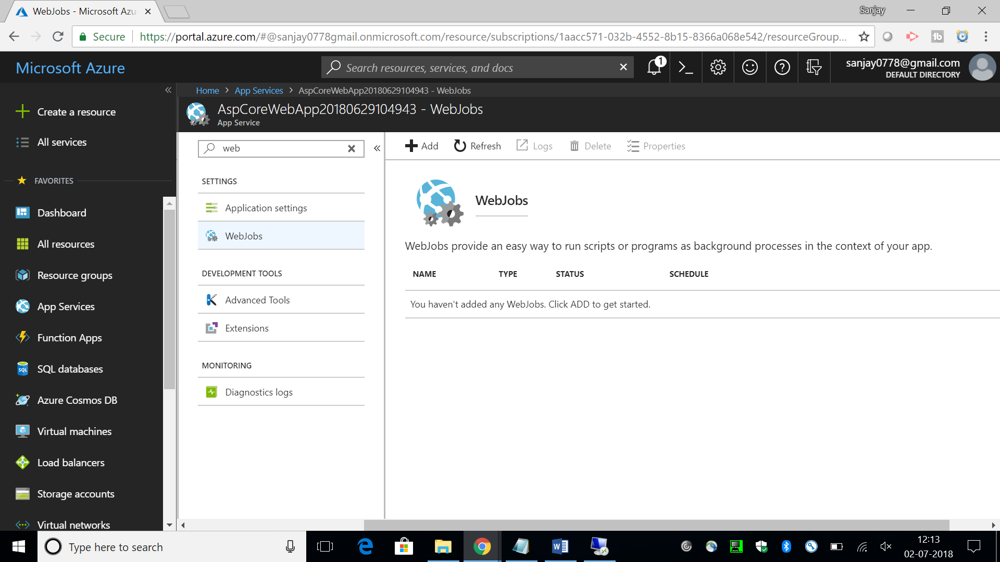 WebJobs - Microsoft Azu
Sanjay
Secure
https://portal.azure.com/#@sanjay0778gmail.onmicrosoft.com/resource/subscriptions/1aacc571-032b-4552-8b15-8366a068e542/resourceGroup...
Microsoft Azure
Search resources, services, and docs
1
sanjay0778@gmail.com
DEFAULT DIRECTORY
Home > App Services > AspCoreWebApp20180629104943 - WebJobs
AspCoreWebApp20180629104943 - WebJobs
App Service
Create a resource
All services
FAVORITES
Dashboard
All resources
Resource groups
App Services
Function Apps
SQL
SQL databases
Azure Cosmos DB
Virtual machines
Load balancers
Storage accounts
Virtual networks
web
SETTINGS
Application settings
WebJobs
DEVELOPMENT TOOLS
Advanced Tools
Extensions
MONITORING
Diagnostics logs
Add
Refresh
Logs
Delete
Properties
WebJobs
WebJobs provide an easy way to run scripts or programs as background processes in the context of your app.
NAME TYPE STATUS SCHEDULE
You haven't added any WebJobs. Click ADD to get started.
Type here to search
12:13
02-07-2018